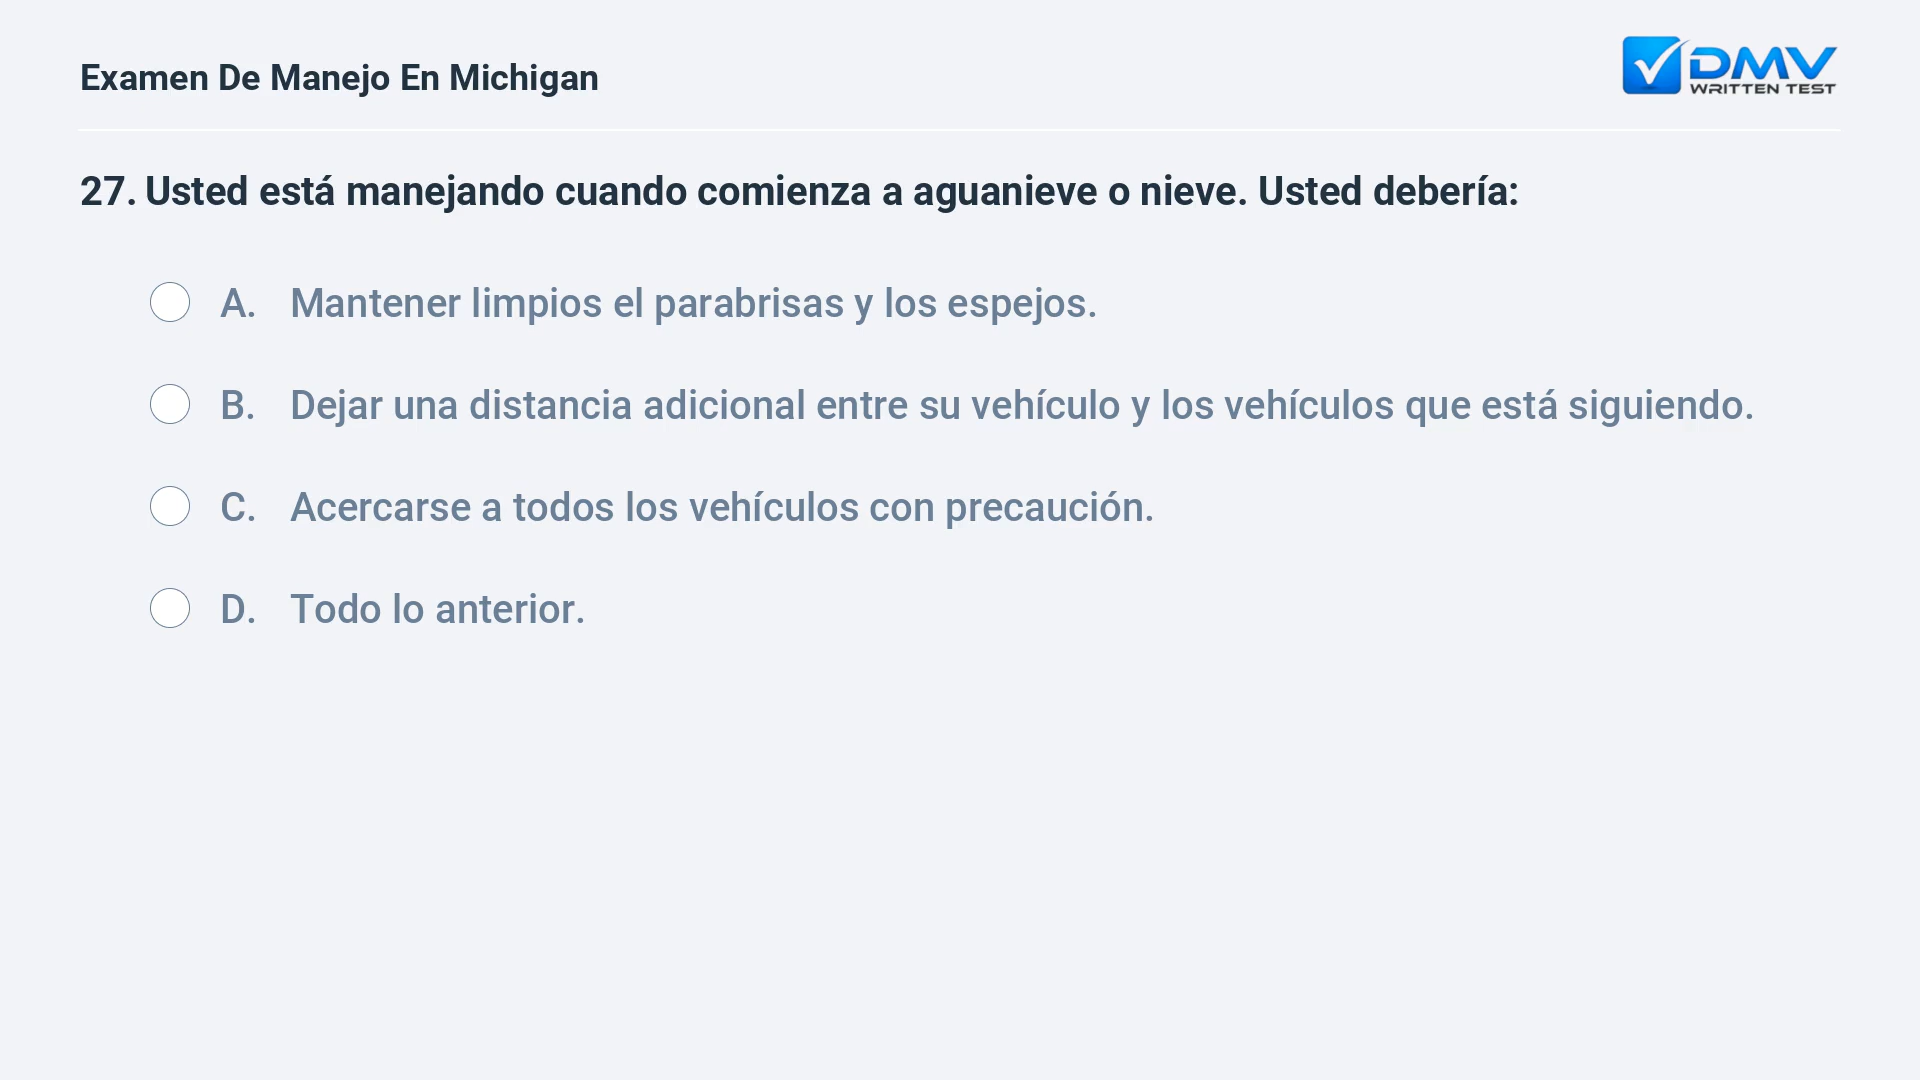 Examen De Manejo En Michigan
DMV
WRITTEN TEST
27. Usted está manejando cuando comienza a aguanieve o nieve. Usted debería:
A. Mantener limpios el parabrisas y los espejos.
B. Dejar una distancia adicional entre su vehículo y los vehículos que está siguiendo.
C. Acercarse a todos los vehículos con precaución.
D. Todo lo anterior.